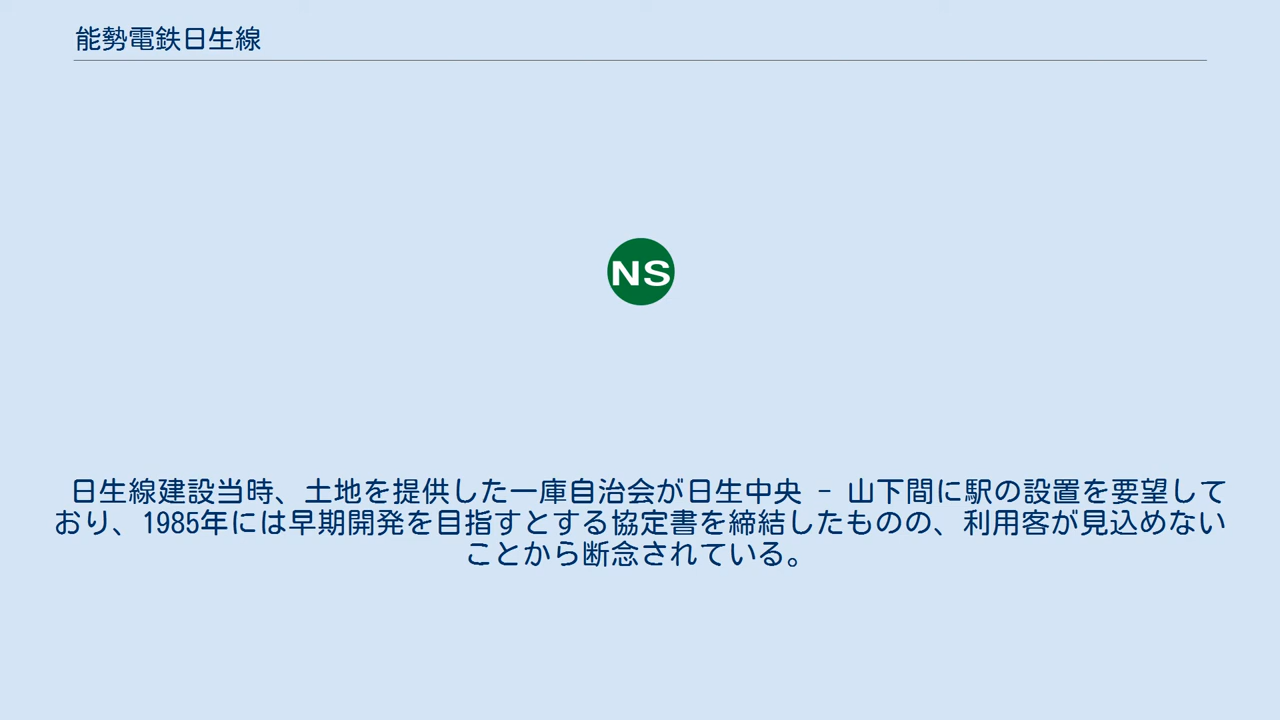 能勢電鉄日生線
NS
日生線建設当時、土地を提供した一庫自治会が日生中央 － 山下間に駅の設置を要望して
おり、1985年には早期開発を目指すとする協定書を締結したものの、利用客が見込めない
ことから断念されている。